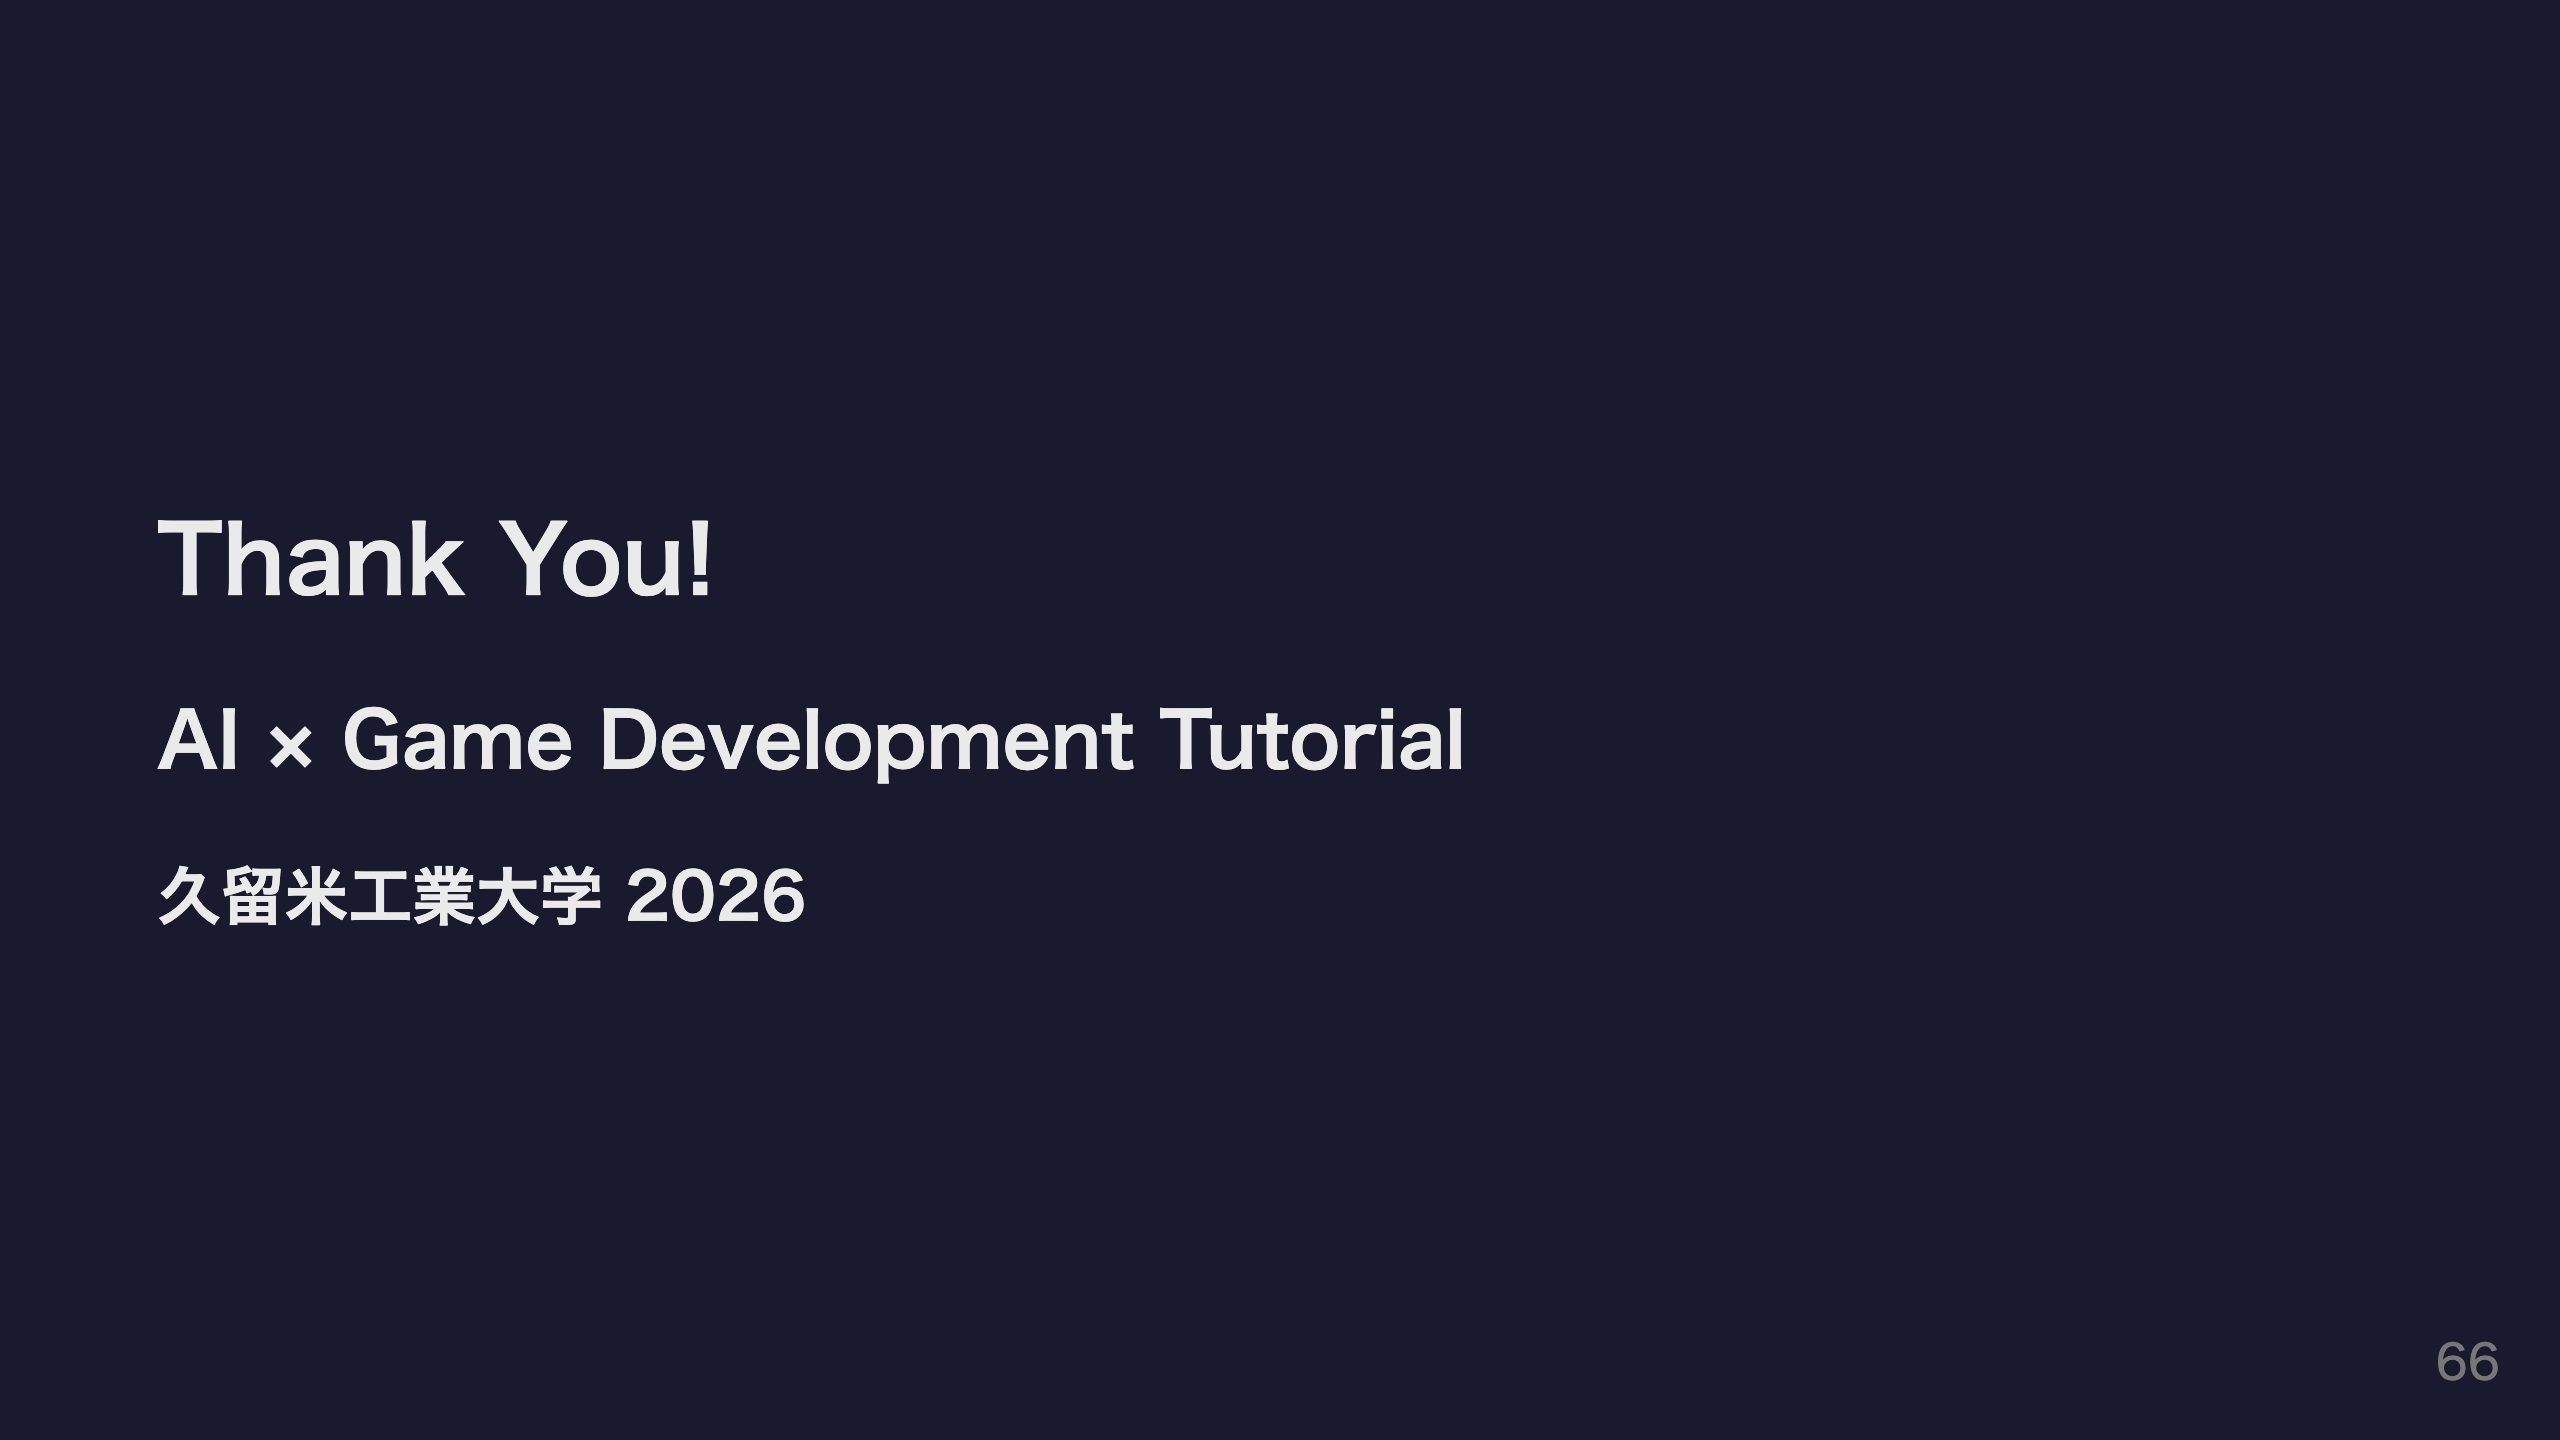 Thank You!
AI × Game Development Tutorial
久留米工業大学 2026
66